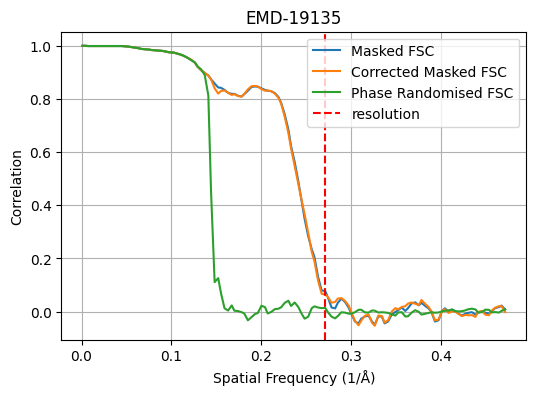 EMD-19135
Masked FSC
Corrected Masked FSC
Phase Randomised FSC
resolution
Correlation
1.0
0.8
0.6
0.4
0.2
0.0
0.0 0.1 0.2 0.3 0.4
Spatial Frequency (1/Å)